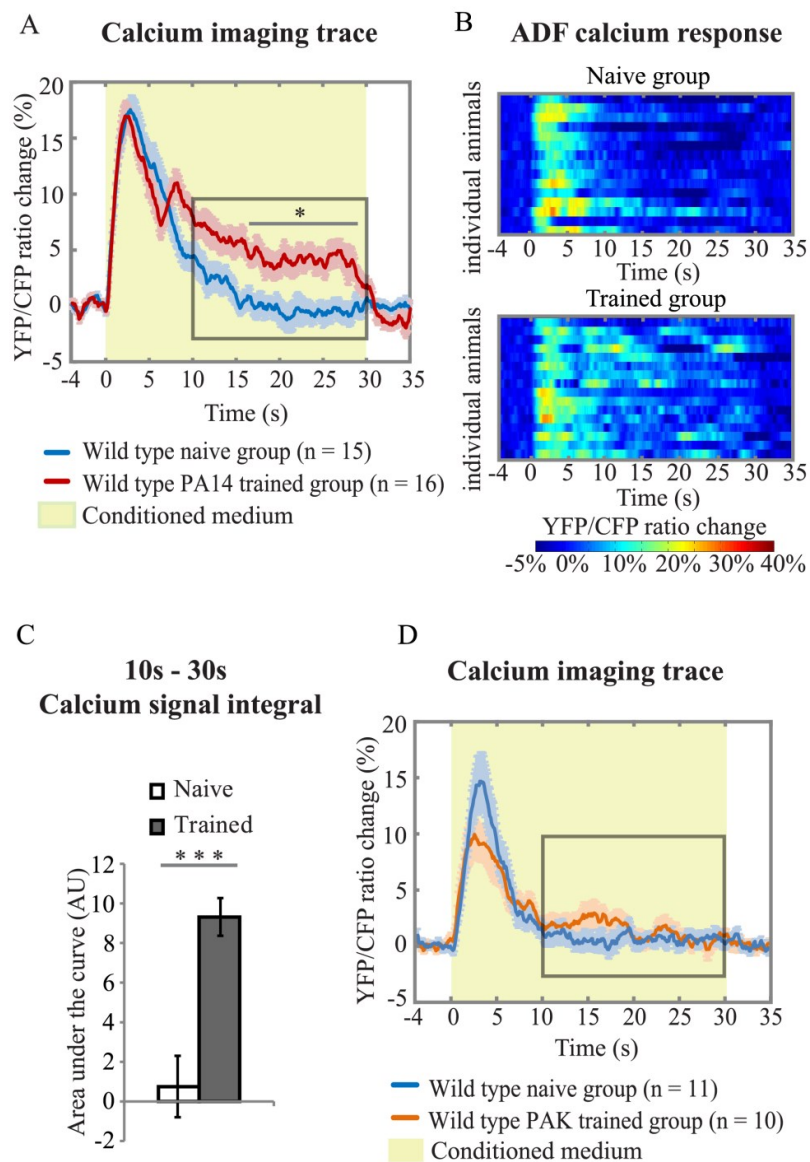 A
Calcium imaging trace
YFP/CFP ratio change (%)
20
15
10
5
0
-5
*
-4 0 5 10 15 20 25 30 35
Time (s)
Wild type naive group (n = 15)
Wild type PA14 trained group (n = 16)
Conditioned medium
B
ADF calcium response
Naive group
individual animals
-4 0 5 10 15 20 25 30 35
Time (s)
Trained group
individual animals
-4 0 5 10 15 20 25 30 35
Time (s)
YFP/CFP ratio change
-5% 0% 10% 20% 30% 40%
C
10s - 30s
Calcium signal integral
Naive
Trained
***
Area under the curve (AU)
12
10
8
6
4
2
0
-2
D
Calcium imaging trace
YFP/CFP ratio change (%)
20
15
10
5
0
-5
-4 0 5 10 15 20 25 30 35
Time (s)
Wild type naive group (n = 11)
Wild type PAK trained group (n = 10)
Conditioned medium